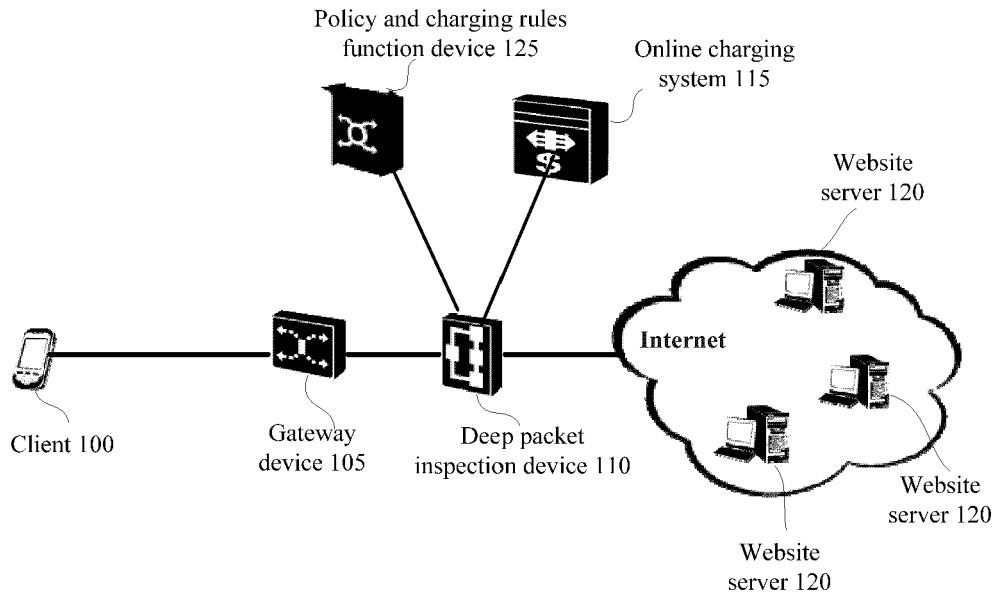 Policy and charging rules
function device 125
Online charging
system 115
Website
server 120
Internet
Client 100
Gateway
device 105
Deep packet
inspection device 110
Website
server 120
Website
server 120